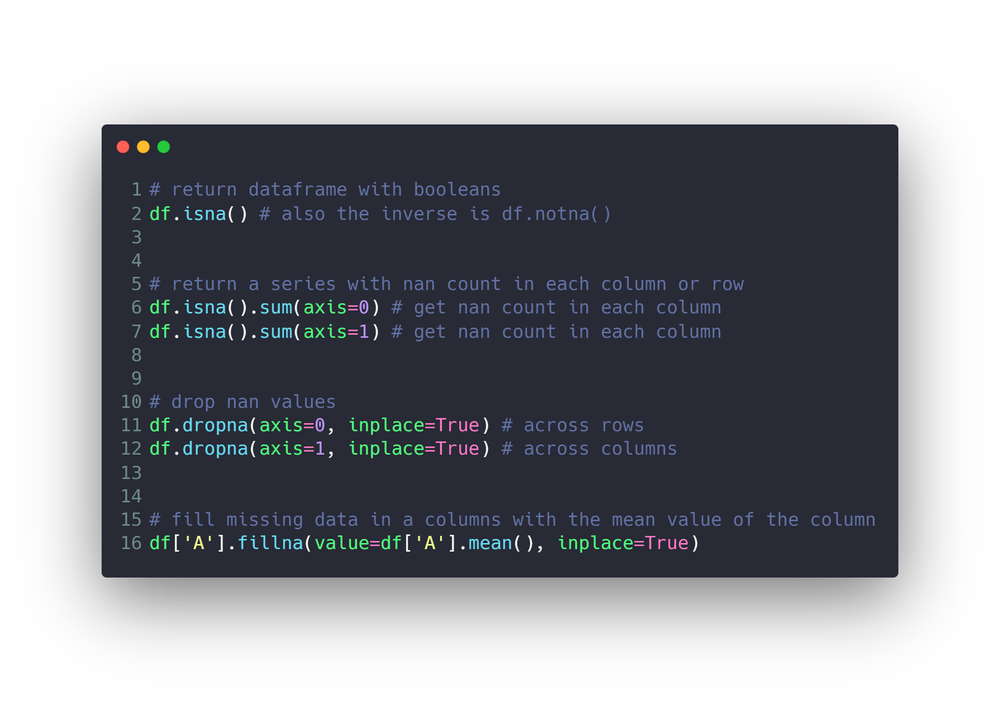 1 # return dataframe with booleans
2 df.isna() # also the inverse is df.notna()
3
4
5 # return a series with nan count in each column or row
6 df.isna().sum(axis=0) # get nan count in each column
7 df.isna().sum(axis=1) # get nan count in each column
8
9
10 # drop nan values
11 df.dropna(axis=0, inplace=True) # across rows
12 df.dropna(axis=1, inplace=True) # across columns
13
14
15 # fill missing data in a columns with the mean value of the column
16 df['A'].fillna(value=df['A'].mean(), inplace=True)